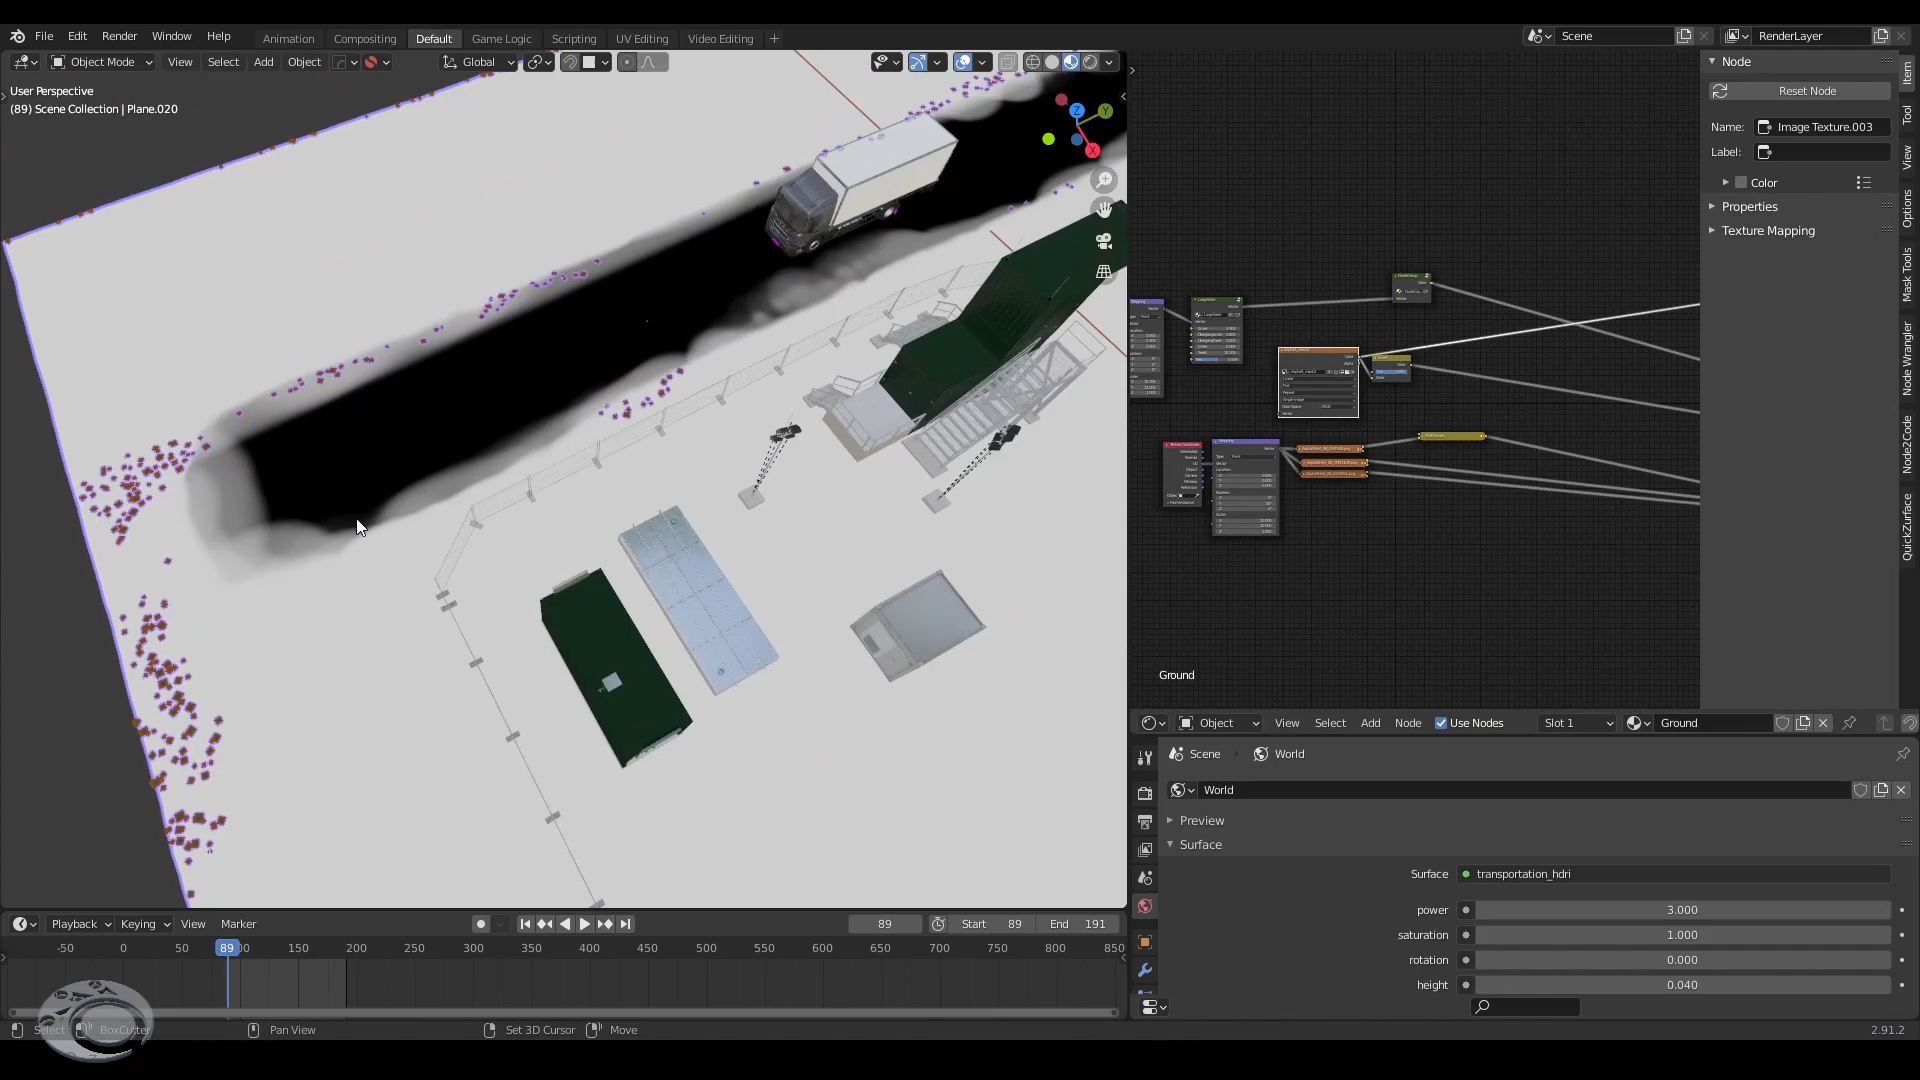 File Edit Render Window Help
Animation Compositing Default Game Logic Scripting UV Editing Video Editing +
Scene
RenderLayer
Object Mode View Select Add Object
Global
User Perspective
(89) Scene Collection | Plane.020
Z
Y
X
Ground
Node
Reset Node
Name: Image Texture.003
Label:
Color
Properties
Texture Mapping
Item
Tool
View
Options
Mask Tools
Node Wrangler
Node2Code
QuickZurface
Object View Select Add Node Use Nodes Slot 1 Ground
Scene World
World
Preview
Surface
Surface transportation_hdri
power 3.000
saturation 1.000
rotation 0.000
height 0.040
Playback Keying View Marker
89 Start 89 End 191
-50 0 50 89 150 200 250 300 350 400 450 500 550 600 650 700 750 800 850
Select BoxCutter Pan View Set 3D Cursor Move
2.91.2